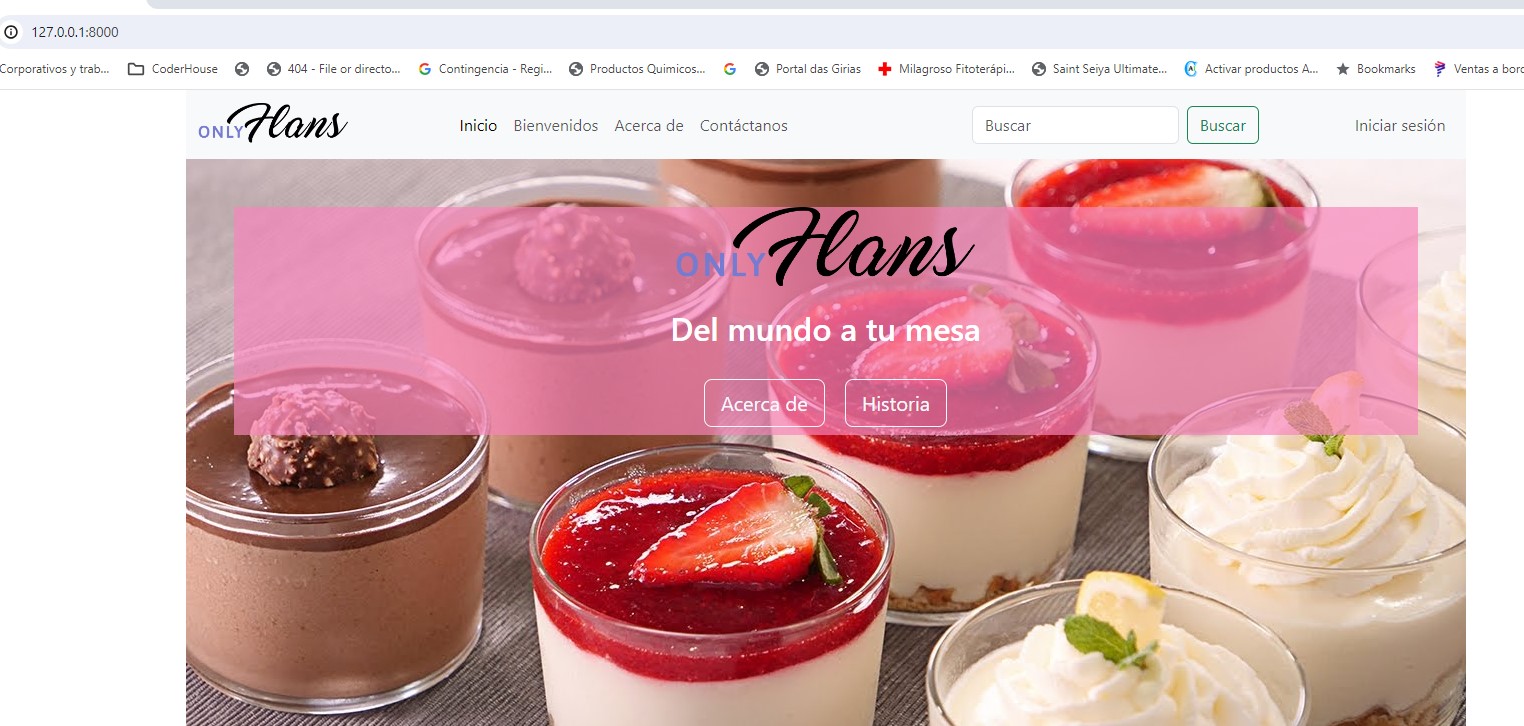 127.0.0.1:8000
Corporativos y trab...
CoderHouse
404 - File or directo...
Contingencia - Regi...
Productos Quimicos...
Portal das Girias
Milagroso Fitoterápi...
Saint Seiya Ultimate...
Activar productos A...
Bookmarks
Ventas a bord
ONLY Flans
Inicio
Bienvenidos
Acerca de
Contáctanos
Buscar
Buscar
Iniciar sesión
ONLY Flans
Del mundo a tu mesa
Acerca de
Historia